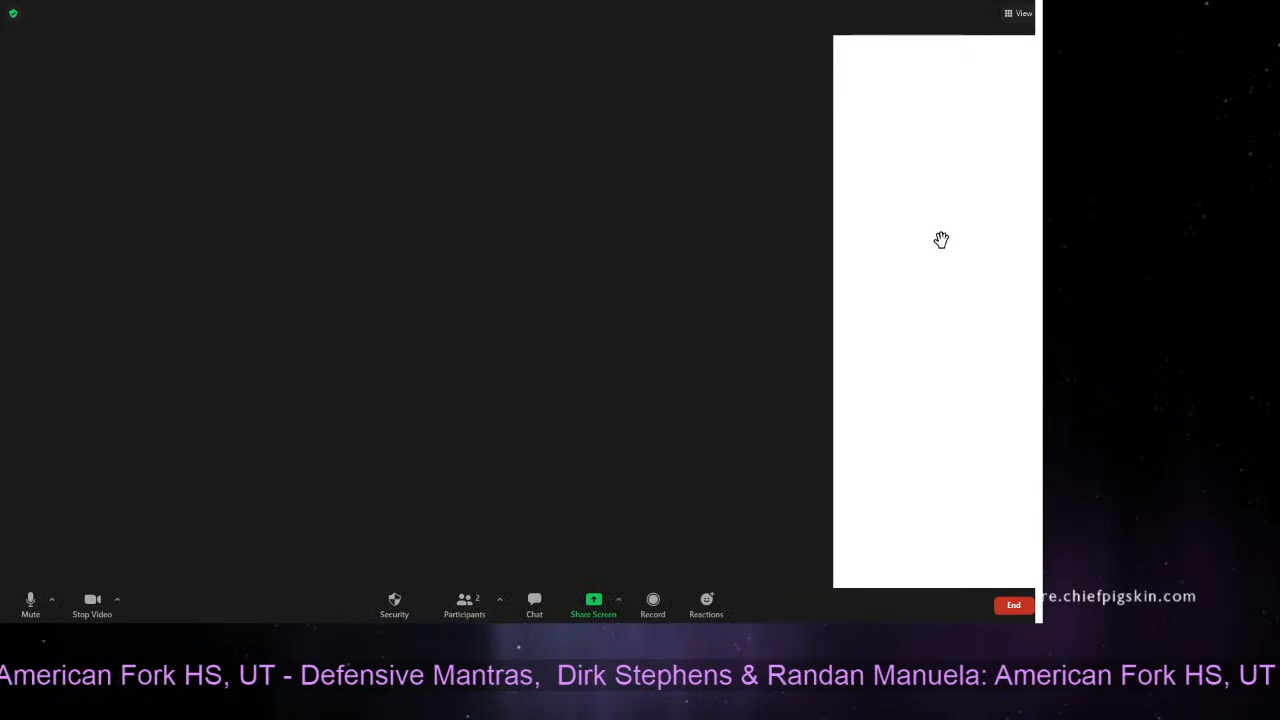 View
Mute
Stop Video
Security
Participants
2
Chat
Share Screen
Record
Reactions
End
re.chiefpigskin.com
American Fork HS, UT - Defensive Mantras, Dirk Stephens & Randan Manuela: American Fork HS, UT